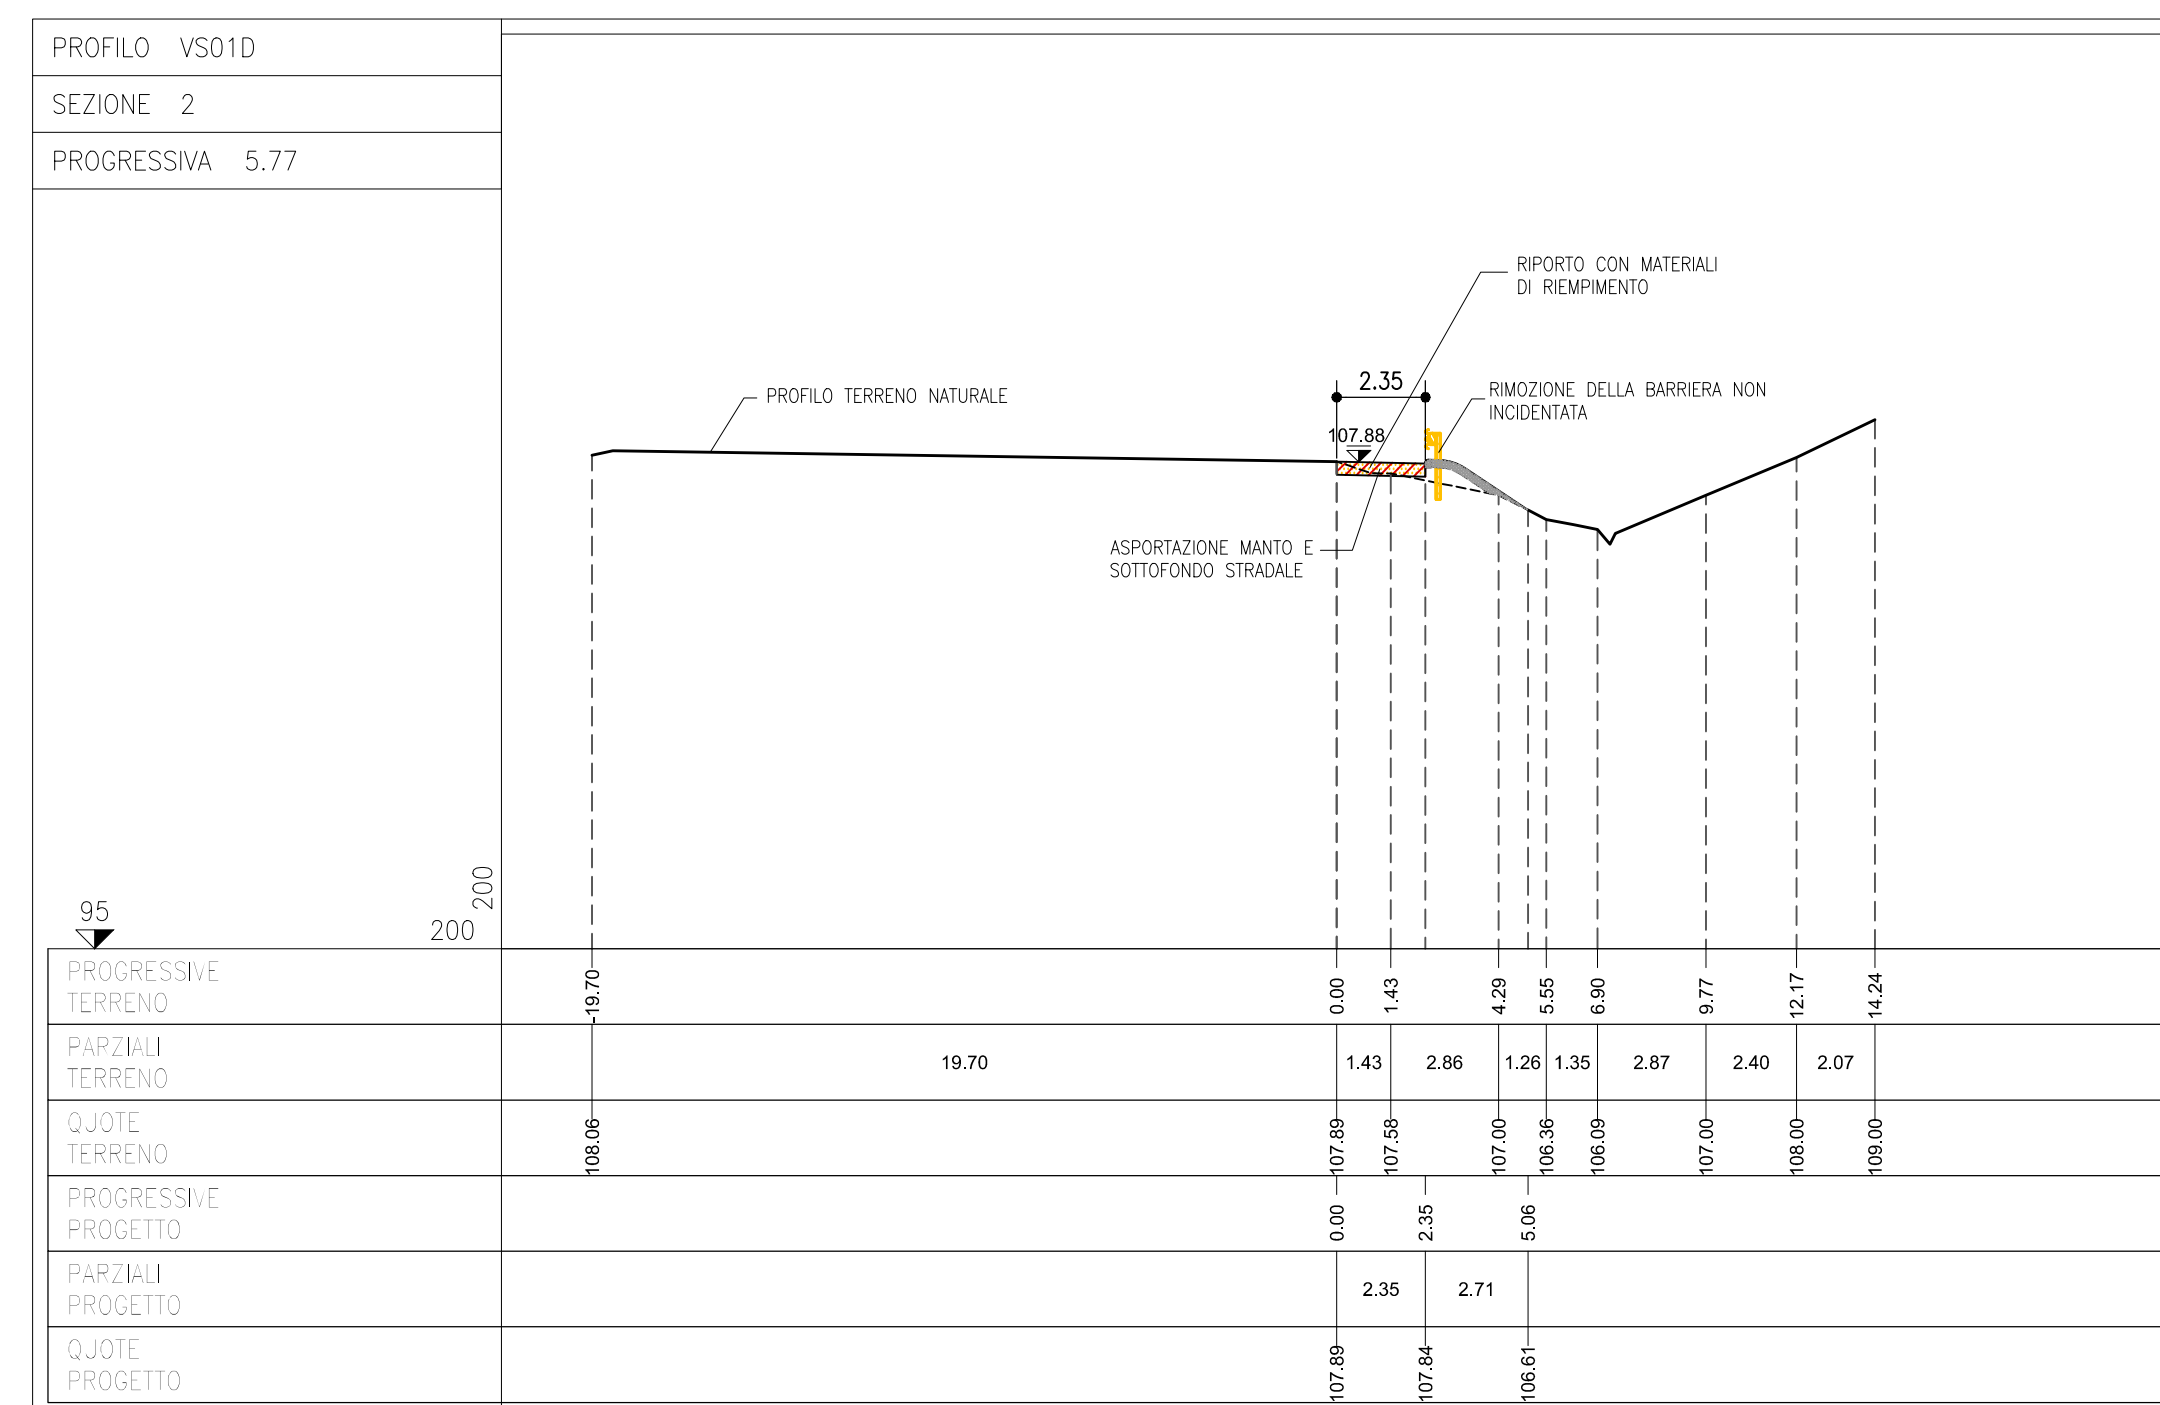 PROFILO VS01D
SEZIONE 2
PROGRESSIVA 5.77
RIPORTO CON MATERIALI
DI RIEMPIMENTO
2.35
RIMOZIONE DELLA BARRIERA NON
INCIDENTATA
PROFILO TERRENO NATURALE
107.88
ASPORTAZIONE MANTO E
SOTTOFONDO STRADALE
200
95
200
PROGRESSIVE
TERRENO
-19.70 0.00 1.43 4.29 5.55 6.90 9.77 12.17 14.24
PARZIALI
TERRENO
19.70 1.43 2.86 1.26 1.35 2.87 2.40 2.07
QUOTE
TERRENO
108.06 107.89 107.58 107.00 106.36 106.09 107.00 108.00 109.00
PROGRESSIVE
PROGETTO
0.00 2.35 5.06
PARZIALI
PROGETTO
2.35 2.71
QUOTE
PROGETTO
107.89 107.84 106.61